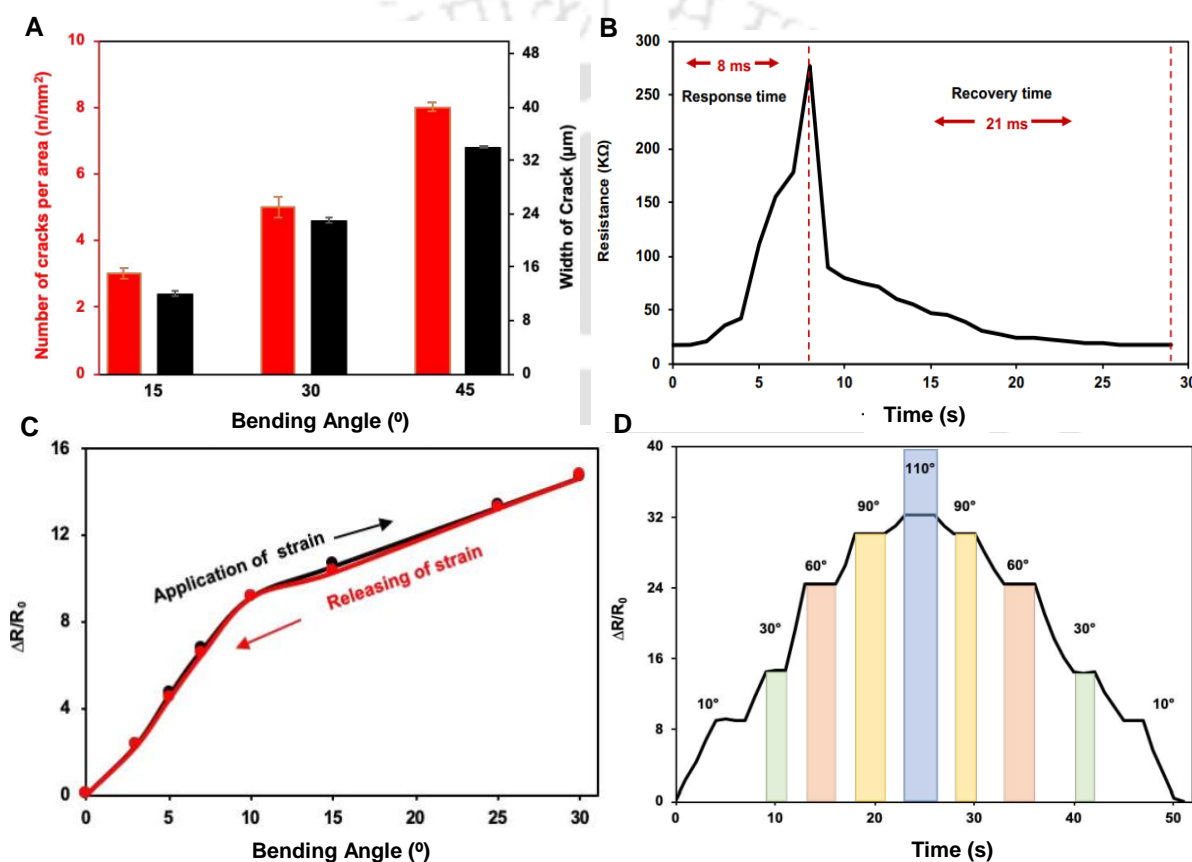 A
Number of cracks per area (n/mm²)
10
8
6
4
2
0
48
40
32
24
16
8
0
Width of Crack (µm)
15 30 45
Bending Angle (º)
B
Resistance (KΩ)
300
250
200
150
100
50
0
8 ms
Response time
Recovery time
21 ms
0 5 10 15 20 25 30
Time (s)
C
ΔR/R₀
16
12
8
4
0
Application of strain
Releasing of strain
0 5 10 15 20 25 30
Bending Angle (º)
D
ΔR/R₀
40
32
24
16
8
0
10° 30° 60° 90° 110° 90° 60° 30° 10°
0 10 20 30 40 50
Time (s)